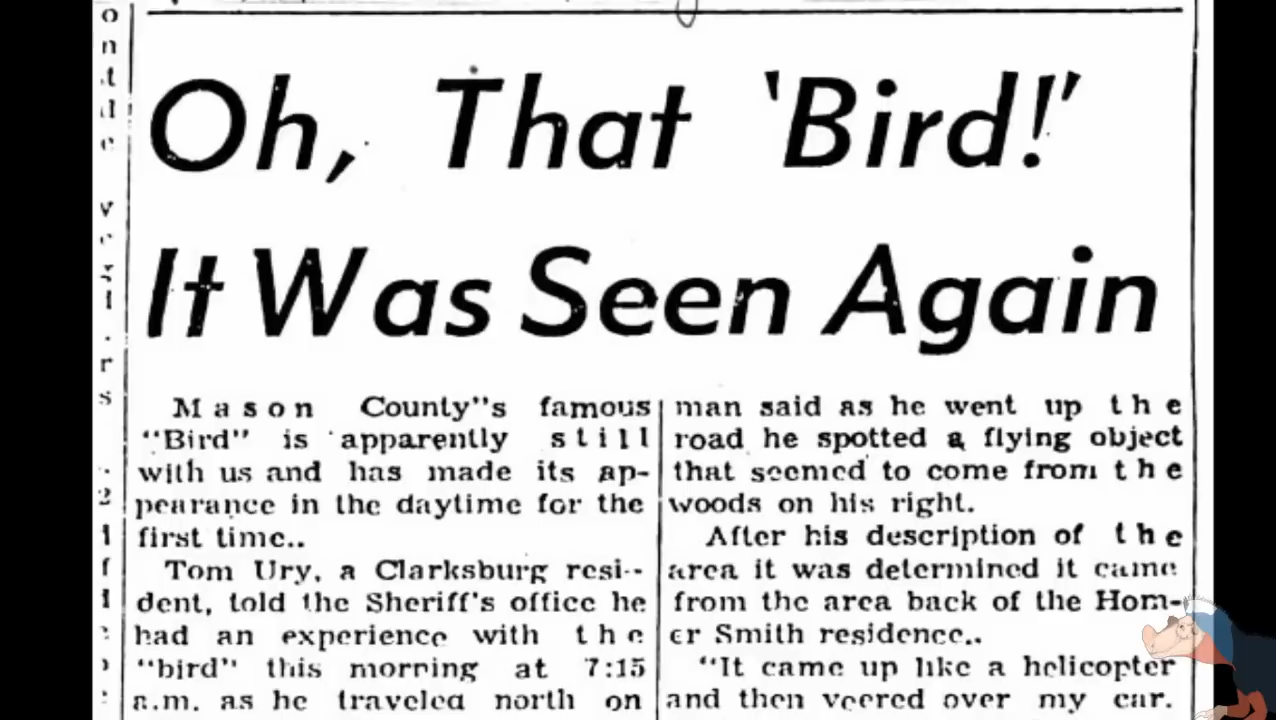 Oh, That 'Bird!'
It Was Seen Again
Mason County"s famous
"Bird" is apparently still
with us and has made its ap-
pearance in the daytime for the
first time..
Tom Ury, a Clarksburg resi-
dent, told the Sheriff's office he
had an experience with the
"bird" this morning at 7:15
a.m. as he traveled north on
man said as he went up the
road he spotted a flying object
that seemed to come from the
woods on his right.
After his description of the
area it was determined it came
from the area back of the Hom-
er Smith residence..
"It came up like a helicopter
and then veered over my car.